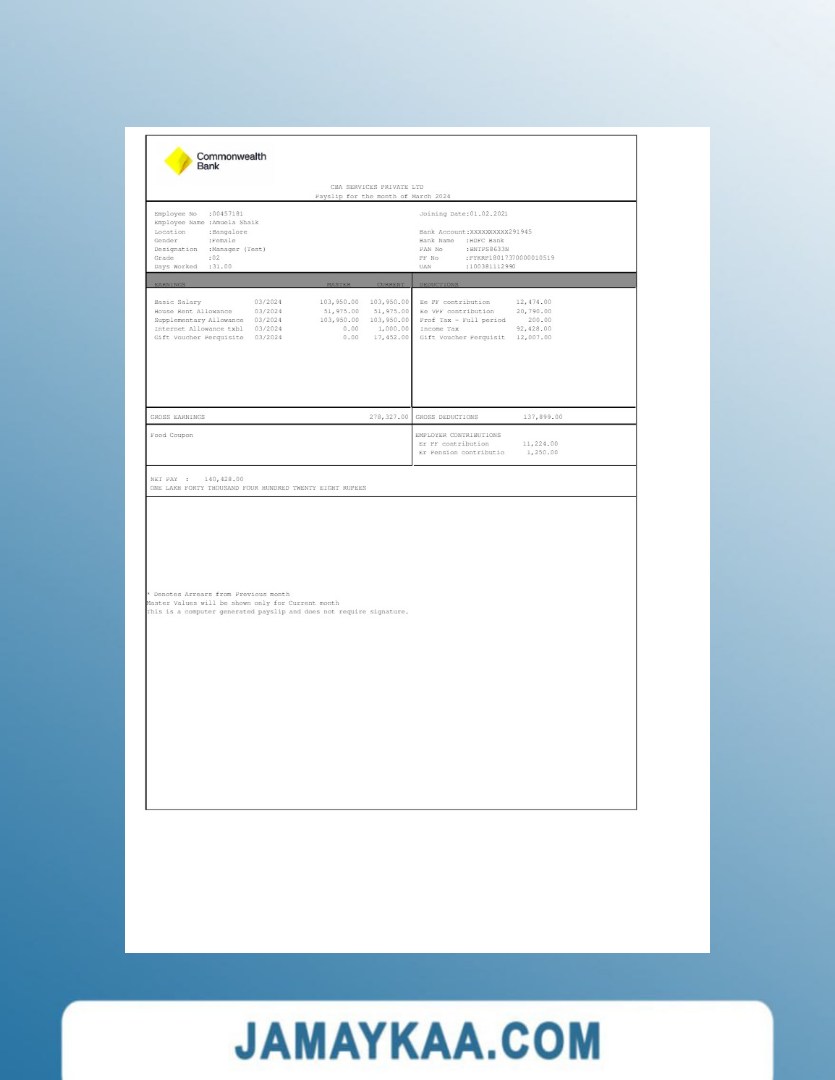 Commonwealth
Bank
CBA SERVICES PRIVATE LTD
Payslip for the month of March 2024
Employee No :00457181 Joining Date:01.02.2021
Employee Name :Amuela Shaik
Location :Bangalore Bank Account:XXXXXXXXXX291945
Gender :Female Bank Name :HDFC Bank
Designation :Manager (Test) PAN No
Grade :S2 PF No
Days Worked :31.00 UAN :100381112990
EARNINGS MASTER CURRENT DEDUCTIONS
Basic Salary 03/2024 103,950.00 103,950.00 Ee PF contribution 12,474.00
House Rent Allowance 03/2024 51,975.00 51,975.00 Ee VPF contribution 20,790.00
Supplementary Allowance 03/2024 103,950.00 103,950.00 Prof Tax - Full period 200.00
Internet Allowance txbl 03/2024 0.00 1,000.00 Income Tax 92,428.00
Gift Voucher Perquisite 03/2024 0.00 17,452.00 Gift Voucher Perquisit 12,007.00
GROSS EARNINGS 278,327.00 GROSS DEDUCTIONS 137,899.00
Food Coupon EMPLOYER CONTRIBUTIONS
Er PF contribution 11,224.00
Er Pension contributio 1,250.00
NET PAY : 140,428.00
ONE LAKH FORTY THOUSAND FOUR HUNDRED TWENTY EIGHT RUPEES
* Denotes Arrears from Previous month
Master Values will be shown only for Current month
This is a computer generated payslip and does not require signature.
JAMAYKAA.COM